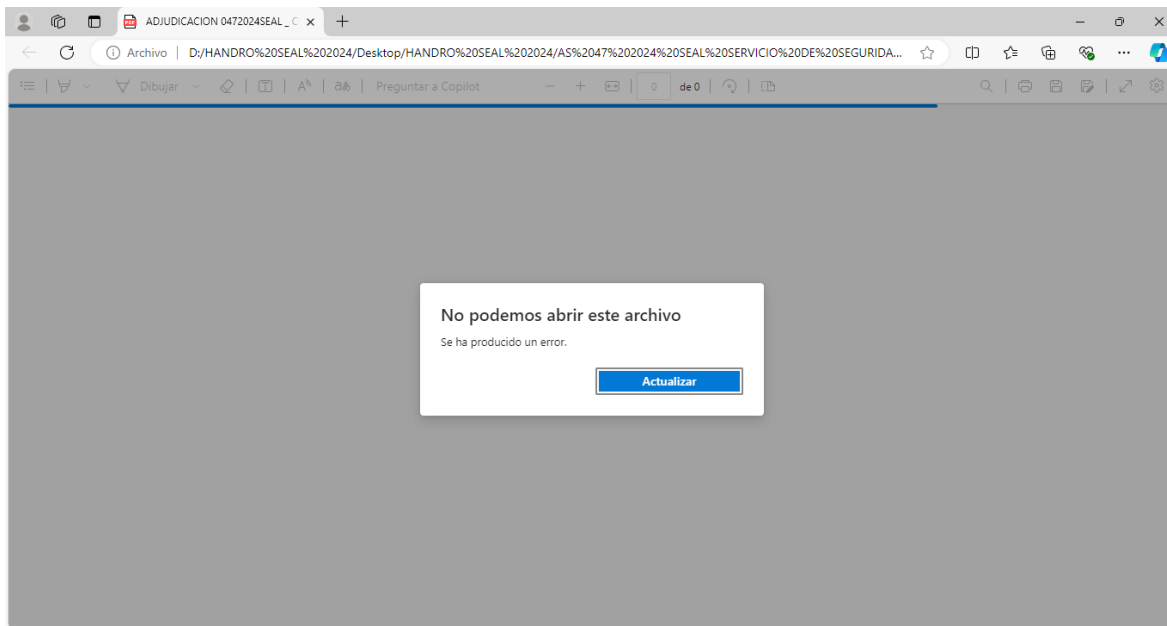 ADJUDICACION 0472024SEAL _ C
Archivo D:/HANDRO%20SEAL%202024/Desktop/HANDRO%20SEAL%202024/AS%2047%202024%20SEAL%20SERVICIO%20DE%20SEGURIDA...
Dibujar Preguntar a Copilot 0 de 0
No podemos abrir este archivo
Se ha producido un error.
Actualizar